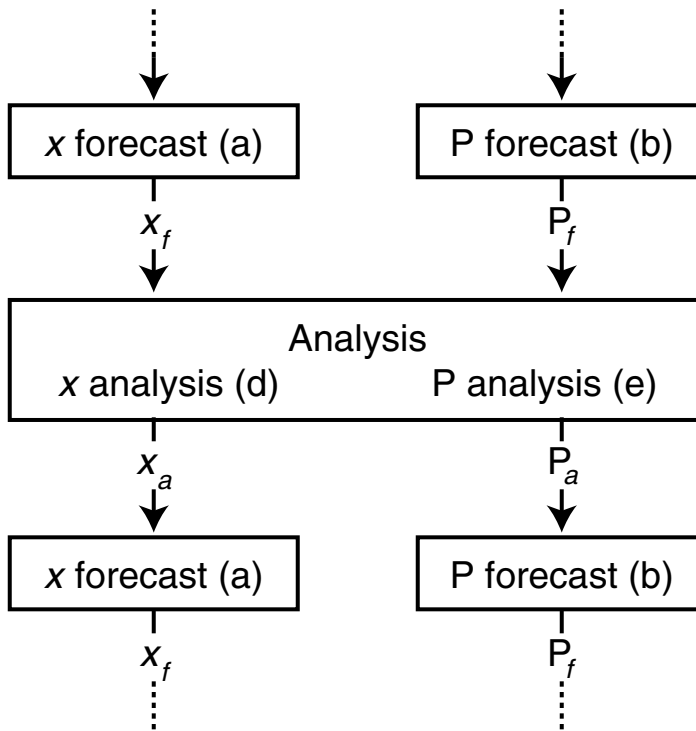 x forecast (a) P forecast (b)
x_f P_f
Analysis
x analysis (d) P analysis (e)
x_a P_a
x forecast (a) P forecast (b)
x_f P_f